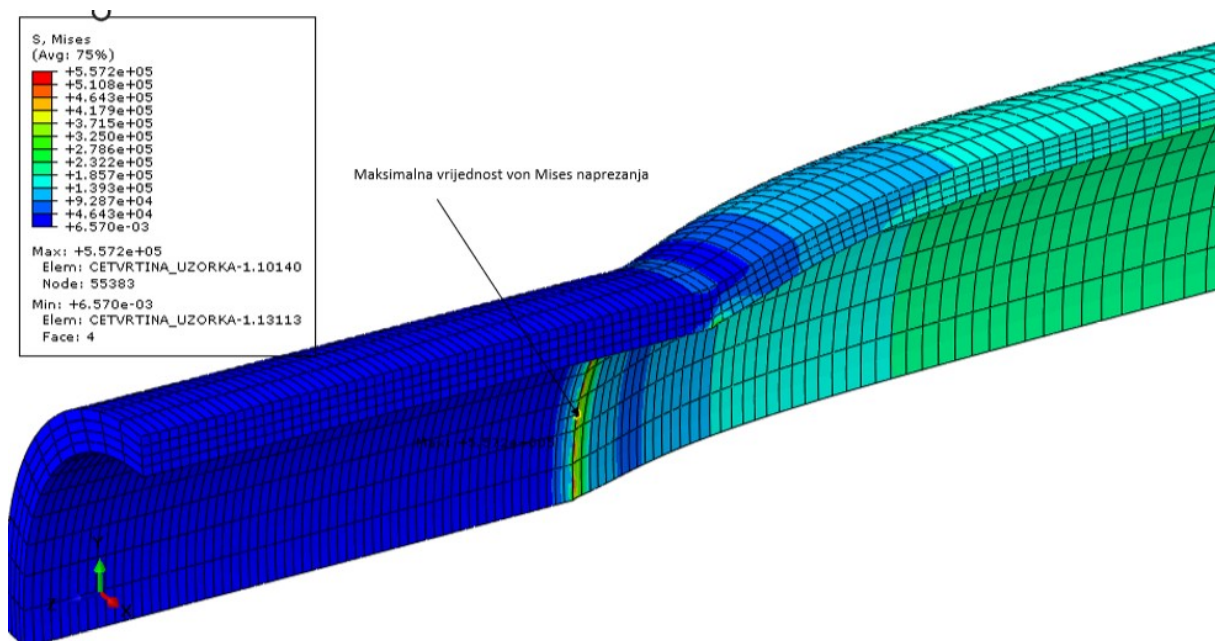 S, Mises
(Avg: 75%)
+5.572e+05
+5.108e+05
+4.643e+05
+4.179e+05
+3.715e+05
+3.250e+05
+2.786e+05
+2.322e+05
+1.857e+05
+1.393e+05
+9.287e+04
+4.643e+04
+6.570e-03
Max: +5.572e+05
Elem: CETVRTINA_UZORKA-1.10140
Node: 55383
Min: +6.570e-03
Elem: CETVRTINA_UZORKA-1.13113
Face: 4
Maksimalna vrijednost von Mises naprezanja
Y
X